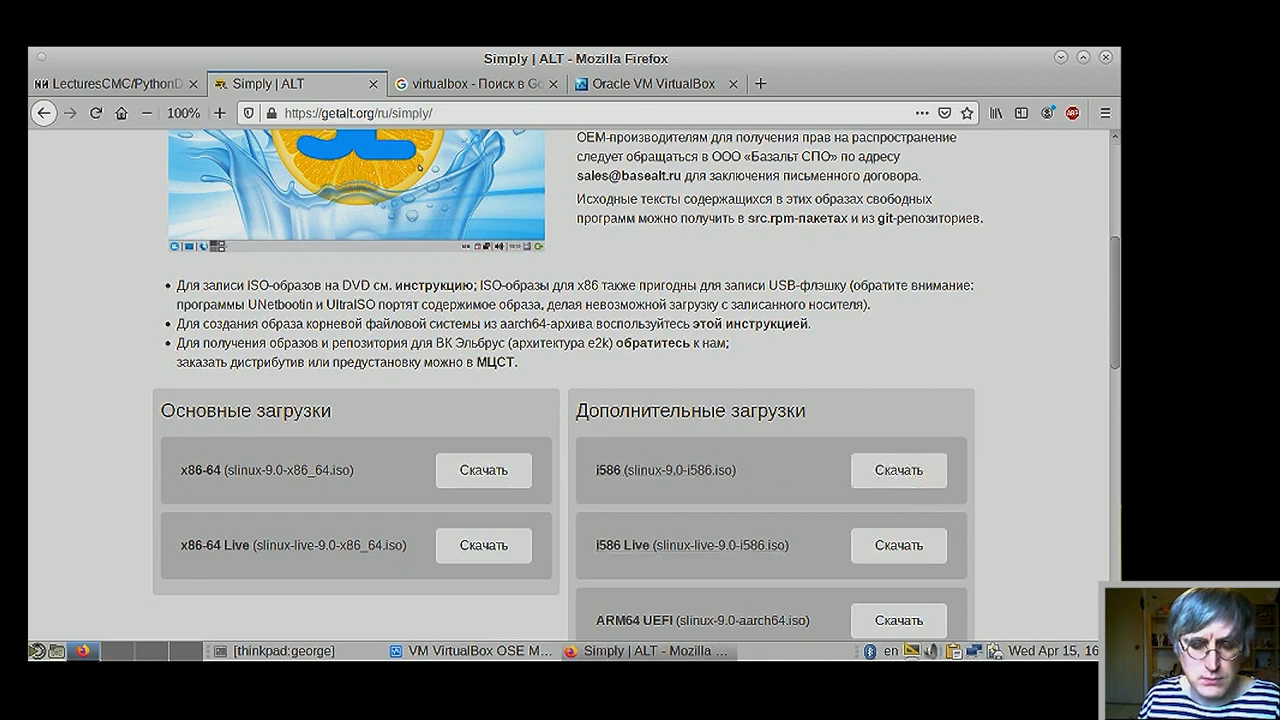 Simply | ALT - Mozilla Firefox
LecturesCMC/PythonD
Simply | ALT
virtualbox - Поиск в Go
Oracle VM VirtualBox
100%
https://getalt.org/ru/simply/
OEM-производителям для получения прав на распространение
следует обращаться в ООО «Базальт СПО» по адресу
sales@basealt.ru для заключения письменного договора.
Исходные тексты содержащихся в этих образах свободных
программ можно получить в src.rpm-пакетах и из git-репозиториев.
• Для записи ISO-образов на DVD см. инструкцию; ISO-образы для x86 также пригодны для записи USB-флэшку (обратите внимание:
программы UNetbootin и UltraISO портят содержимое образа, делая невозможной загрузку с записанного носителя).
• Для создания образа корневой файловой системы из aarch64-архива воспользуйтесь этой инструкцией.
• Для получения образов и репозитория для ВК Эльбрус (архитектура e2k) обратитесь к нам;
заказать дистрибутив или предустановку можно в МЦСТ.
Основные загрузки
x86-64 (slinux-9.0-x86_64.iso)
Скачать
x86-64 Live (slinux-live-9.0-x86_64.iso)
Скачать
Дополнительные загрузки
i586 (slinux-9.0-i586.iso)
Скачать
i586 Live (slinux-live-9.0-i586.iso)
Скачать
ARM64 UEFI (slinux-9.0-aarch64.iso)
Скачать
[thinkpad:george]
VM VirtualBox OSE M...
Simply | ALT - Mozilla ...
en
Wed Apr 15, 16